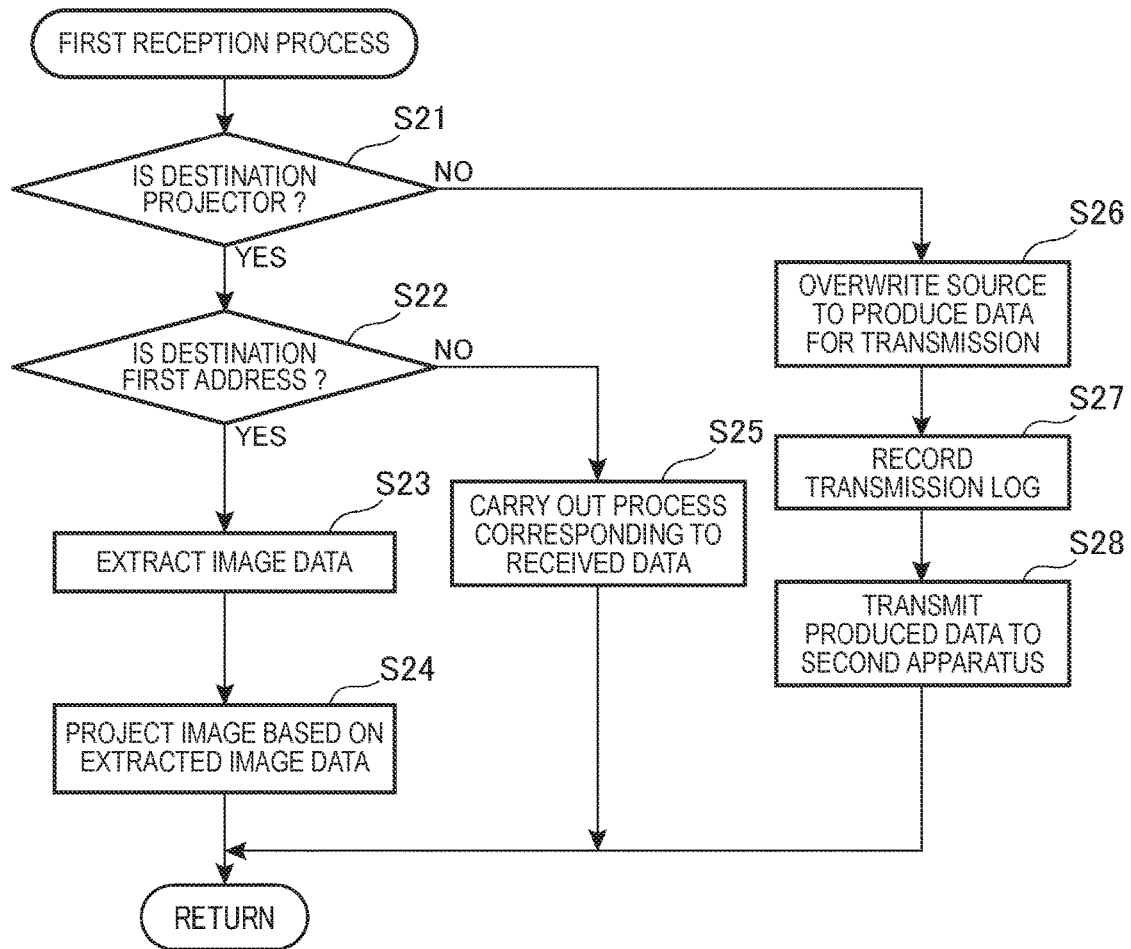 FIRST RECEPTION PROCESS
S21
IS DESTINATION
PROJECTOR ?
NO
YES
S22
IS DESTINATION
FIRST ADDRESS ?
NO
YES
S23
EXTRACT IMAGE DATA
S24
PROJECT IMAGE BASED ON
EXTRACTED IMAGE DATA
S25
CARRY OUT PROCESS
CORRESPONDING TO
RECEIVED DATA
S26
OVERWRITE SOURCE
TO PRODUCE DATA
FOR TRANSMISSION
S27
RECORD
TRANSMISSION LOG
S28
TRANSMIT
PRODUCED DATA TO
SECOND APPARATUS
RETURN